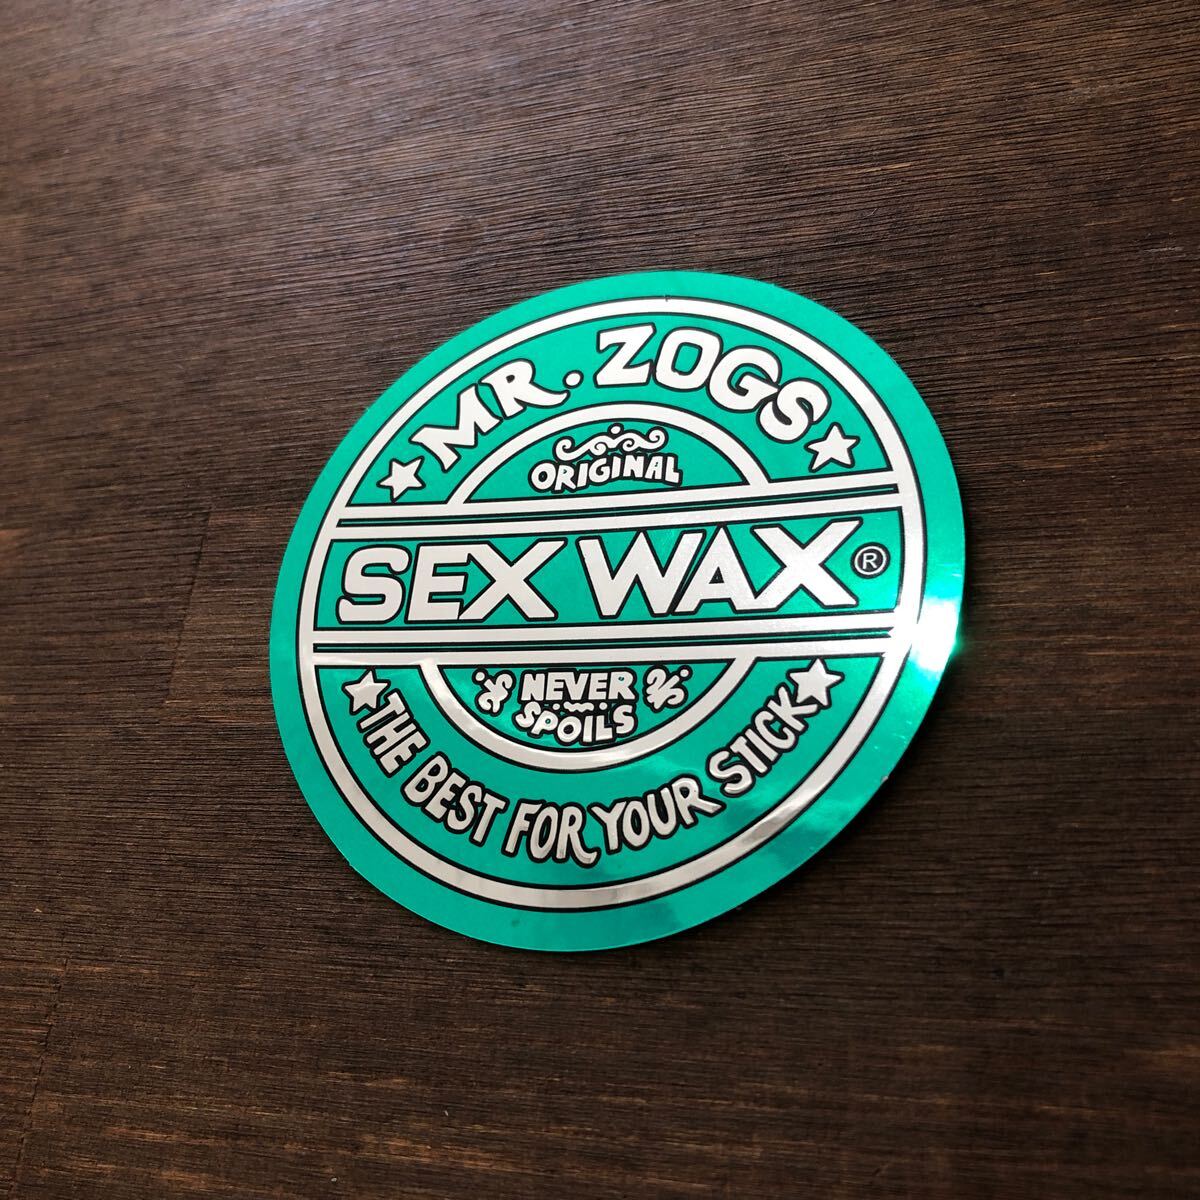 MR. ZOGS
ORIGINAL
SEX WAX®
NEVER
SPOILS
THE BEST FOR YOUR STICK